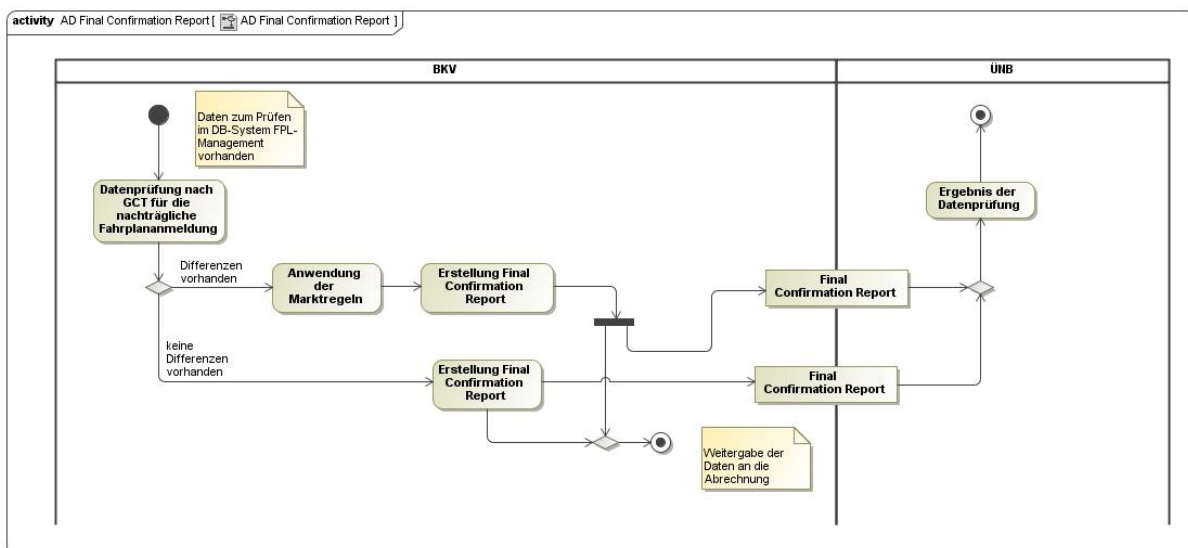 activity AD Final Confirmation Report [ AD Final Confirmation Report ]
BKV
ÜNB
Daten zum Prüfen
im DB-System FPL-
Management
vorhanden
Datenprüfung nach
GCT für die
nachträgliche
Fahrplananmeldung
Ergebnis der
Datenprüfung
Differenzen
vorhanden
Anwendung
der
Marktregeln
Erstellung Final
Confirmation
Report
Final
Confirmation Report
keine
Differenzen
vorhanden
Erstellung Final
Confirmation
Report
Final
Confirmation Report
Weitergabe der
Daten an die
Abrechnung